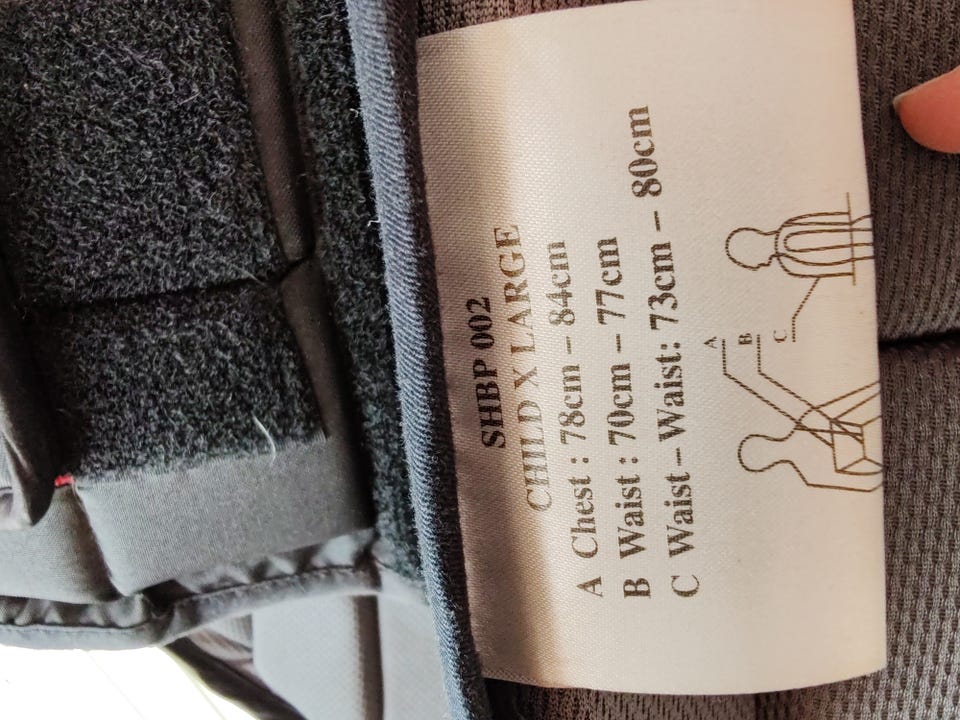 SHBP 002
CHILD X LARGE
A Chest : 78cm – 84cm
B Waist : 70cm – 77cm
C Waist – Waist: 73cm – 80cm
A
B
C